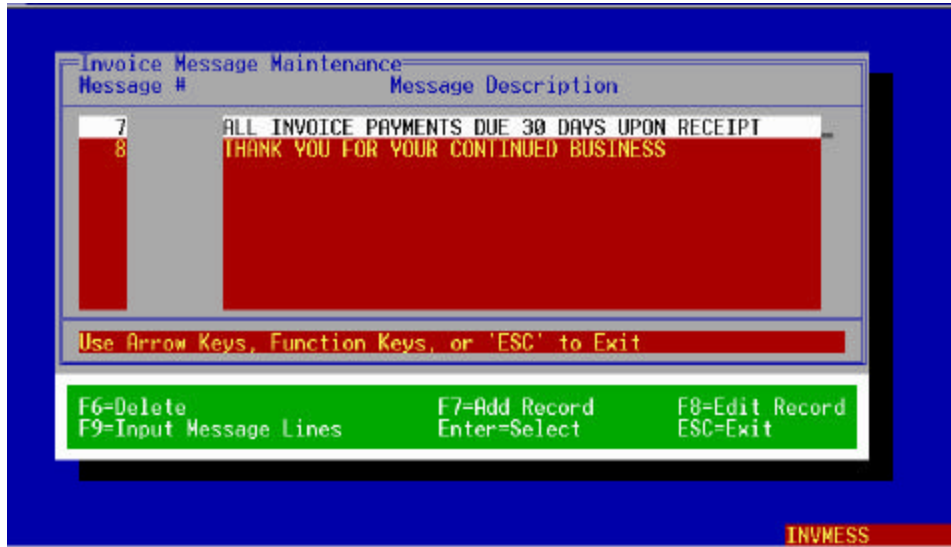 Invoice Message Maintenance
Message # Message Description
7 ALL INVOICE PAYMENTS DUE 30 DAYS UPON RECEIPT
8 THANK YOU FOR YOUR CONTINUED BUSINESS
Use Arrow Keys, Function Keys, or 'ESC' to Exit
F6=Delete F7=Add Record F8=Edit Record
F9=Input Message Lines Enter=Select ESC=Exit
INVMESS